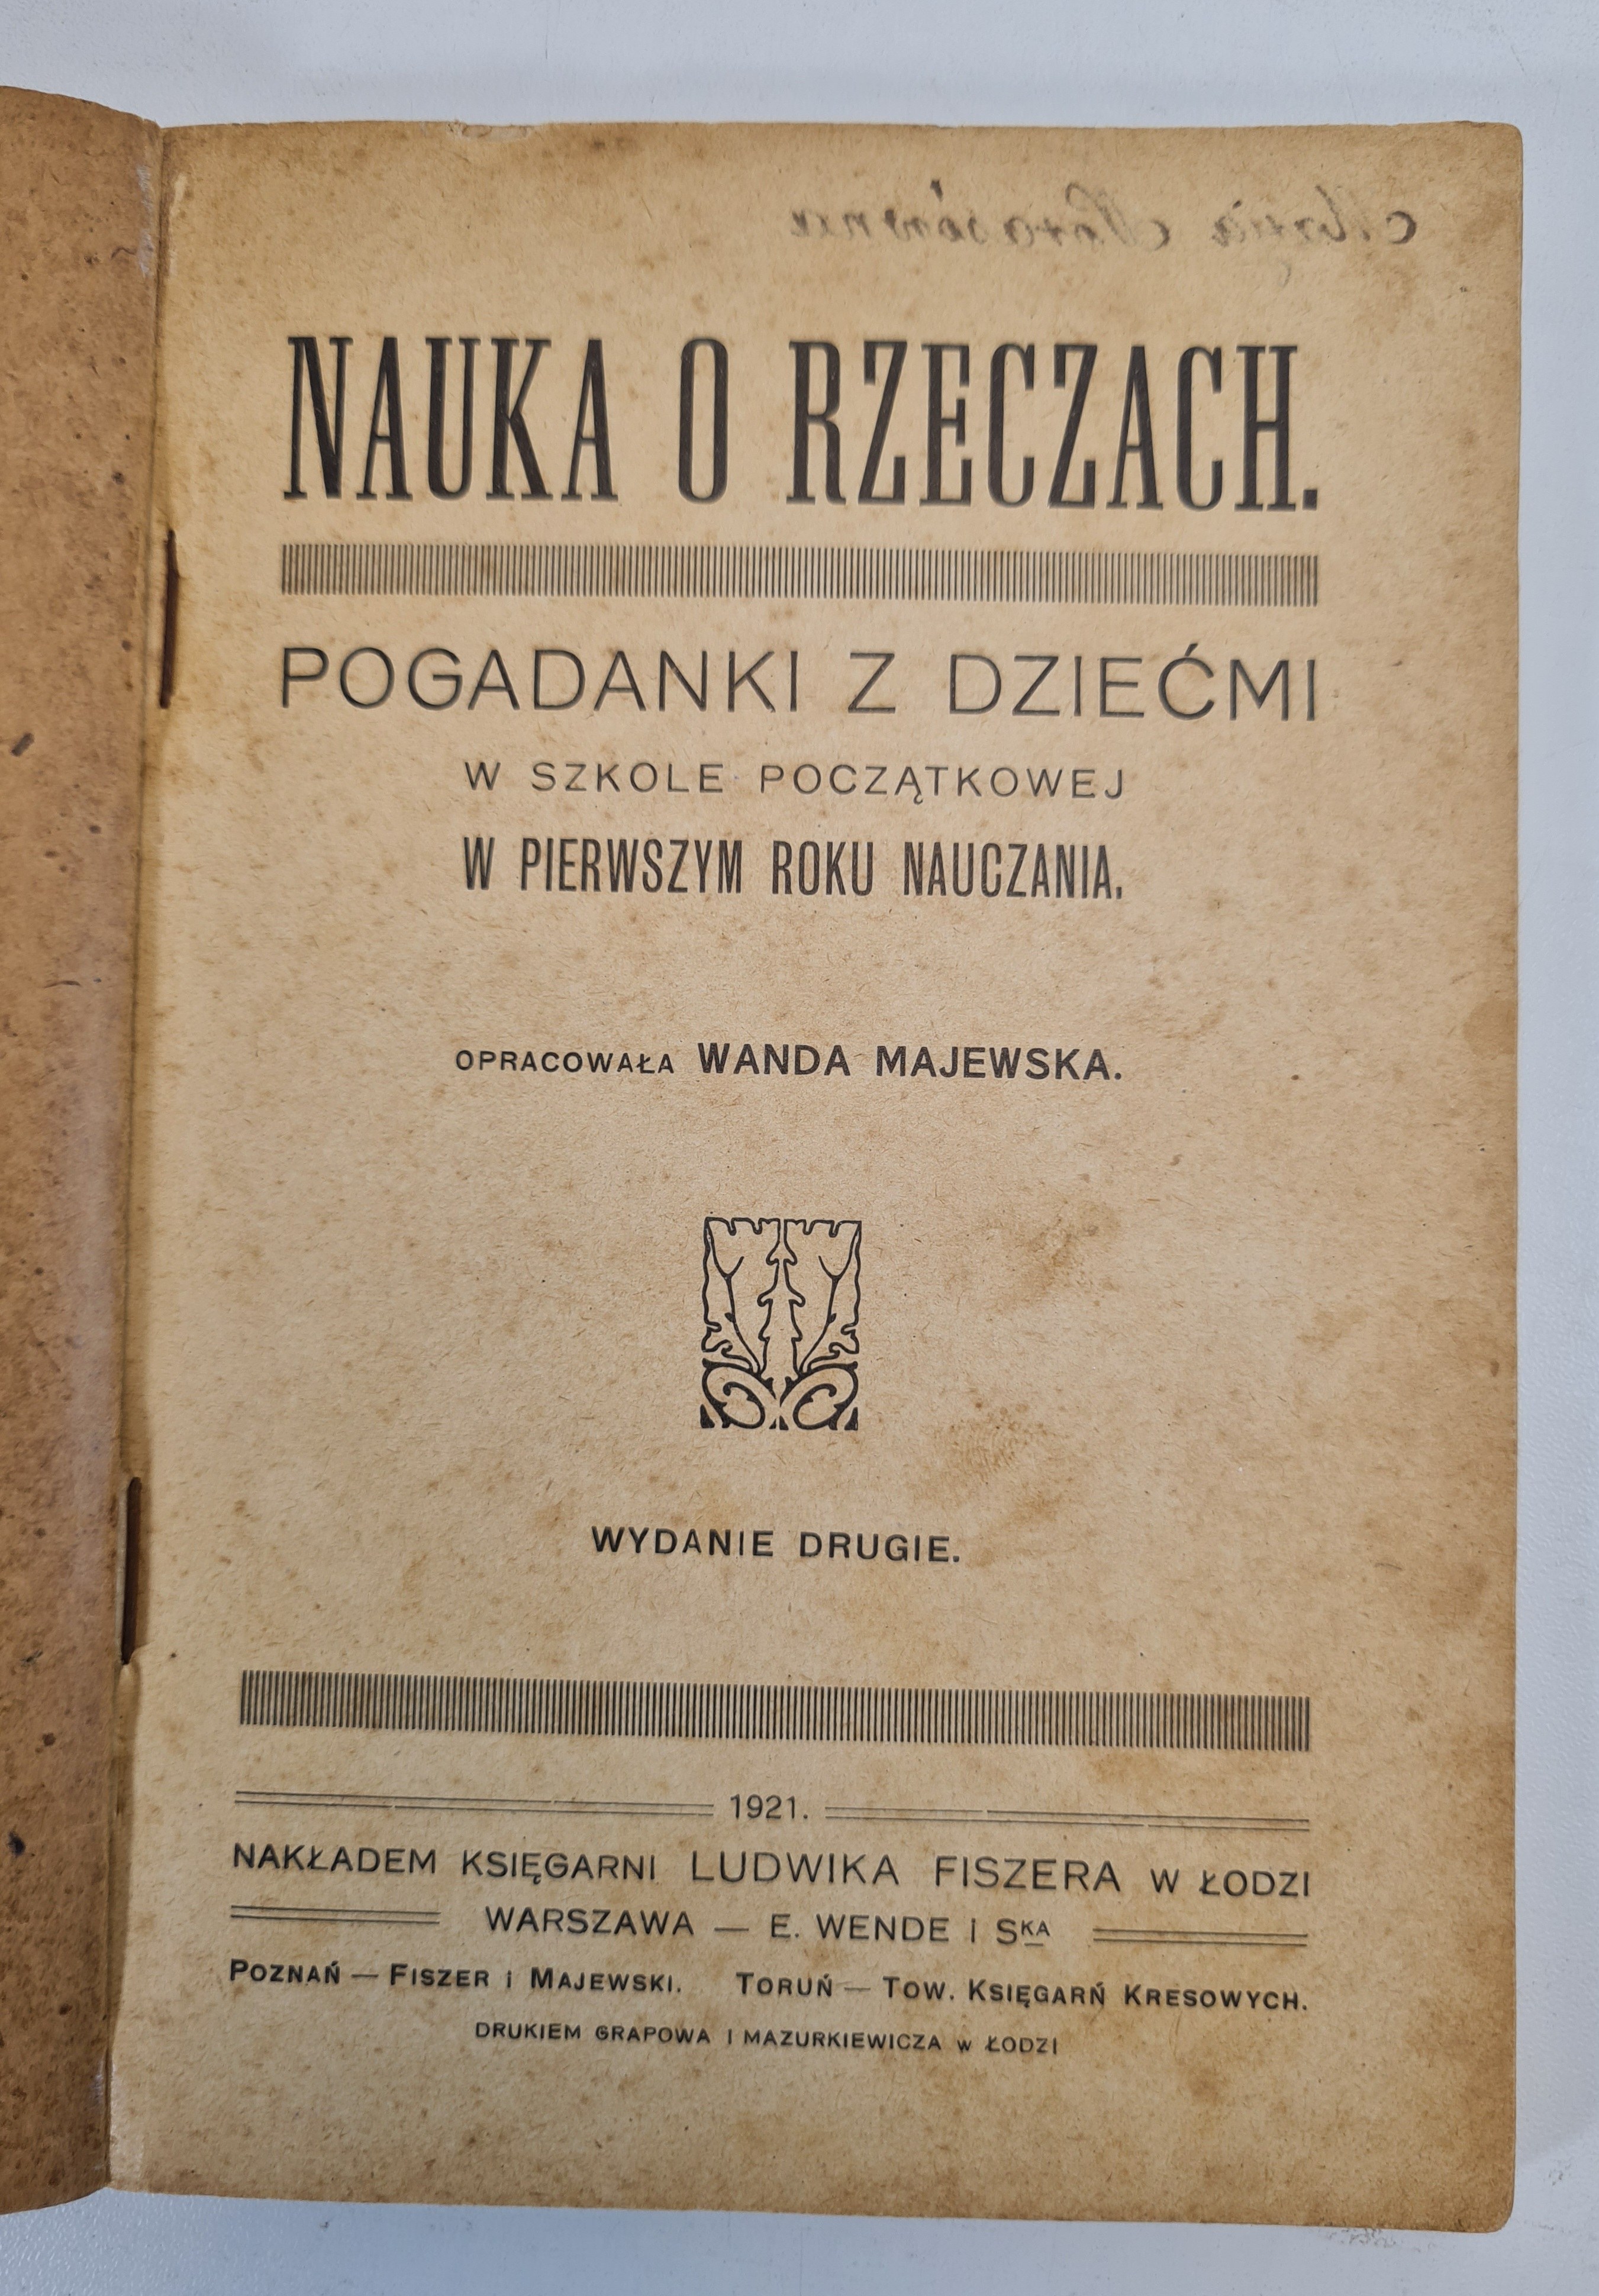 NAUKA O RZECZACH.
POGADANKI Z DZIEĆMI
W SZKOLE POCZĄTKOWEJ
W PIERWSZYM ROKU NAUCZANIA.
OPRACOWAŁA WANDA MAJEWSKA.
WYDANIE DRUGIE.
1921.
NAKŁADEM KSIĘGARNI LUDWIKA FISZERA W ŁODZI
WARSZAWA — E. WENDE I SKA
POZNAŃ — FISZER I MAJEWSKI. TORUŃ — TOW. KSIĘGARŃ KRESOWYCH.
DRUKIEM GRAPOWA I MAZURKIEWICZA W ŁODZI